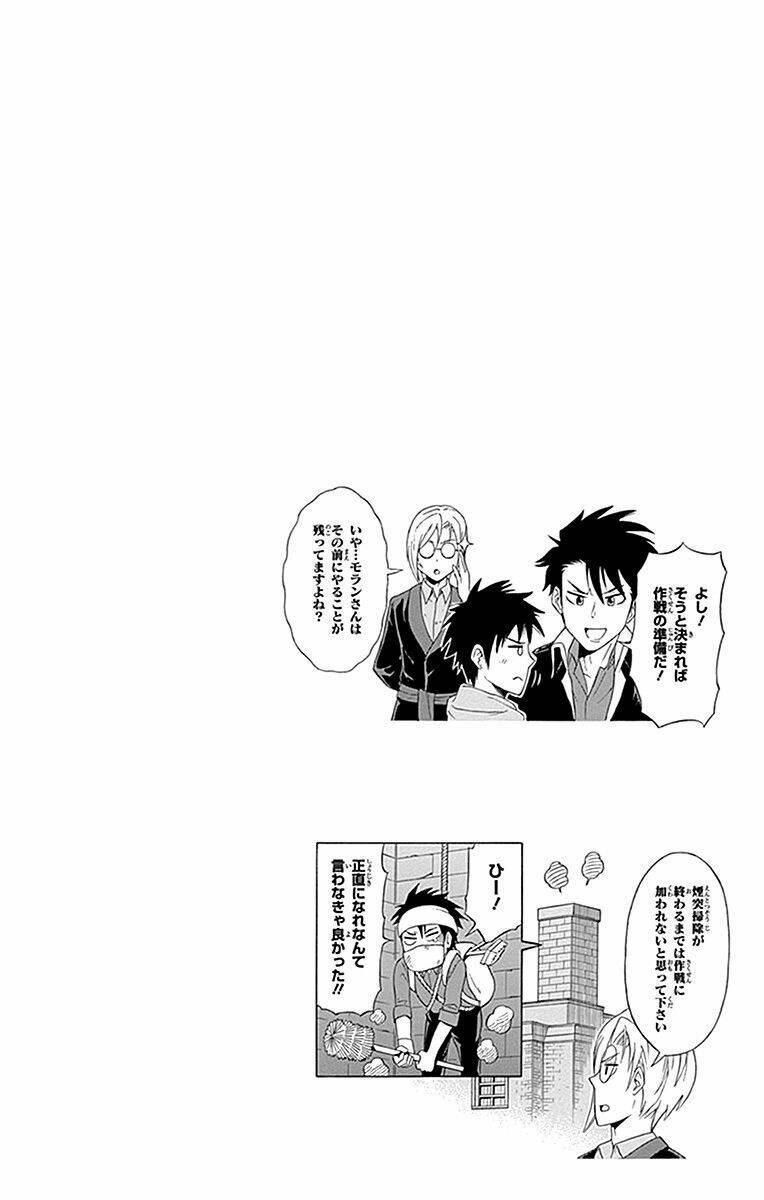 よし!
そうと決まれば
作戦の準備だ!
いや…モランさんは
その前にやることが
残ってますよね?
煙突掃除が
終わるまでは作戦に
加われないと思って下さい
ひー!
正直になれなんて
言わなきゃ良かった!!